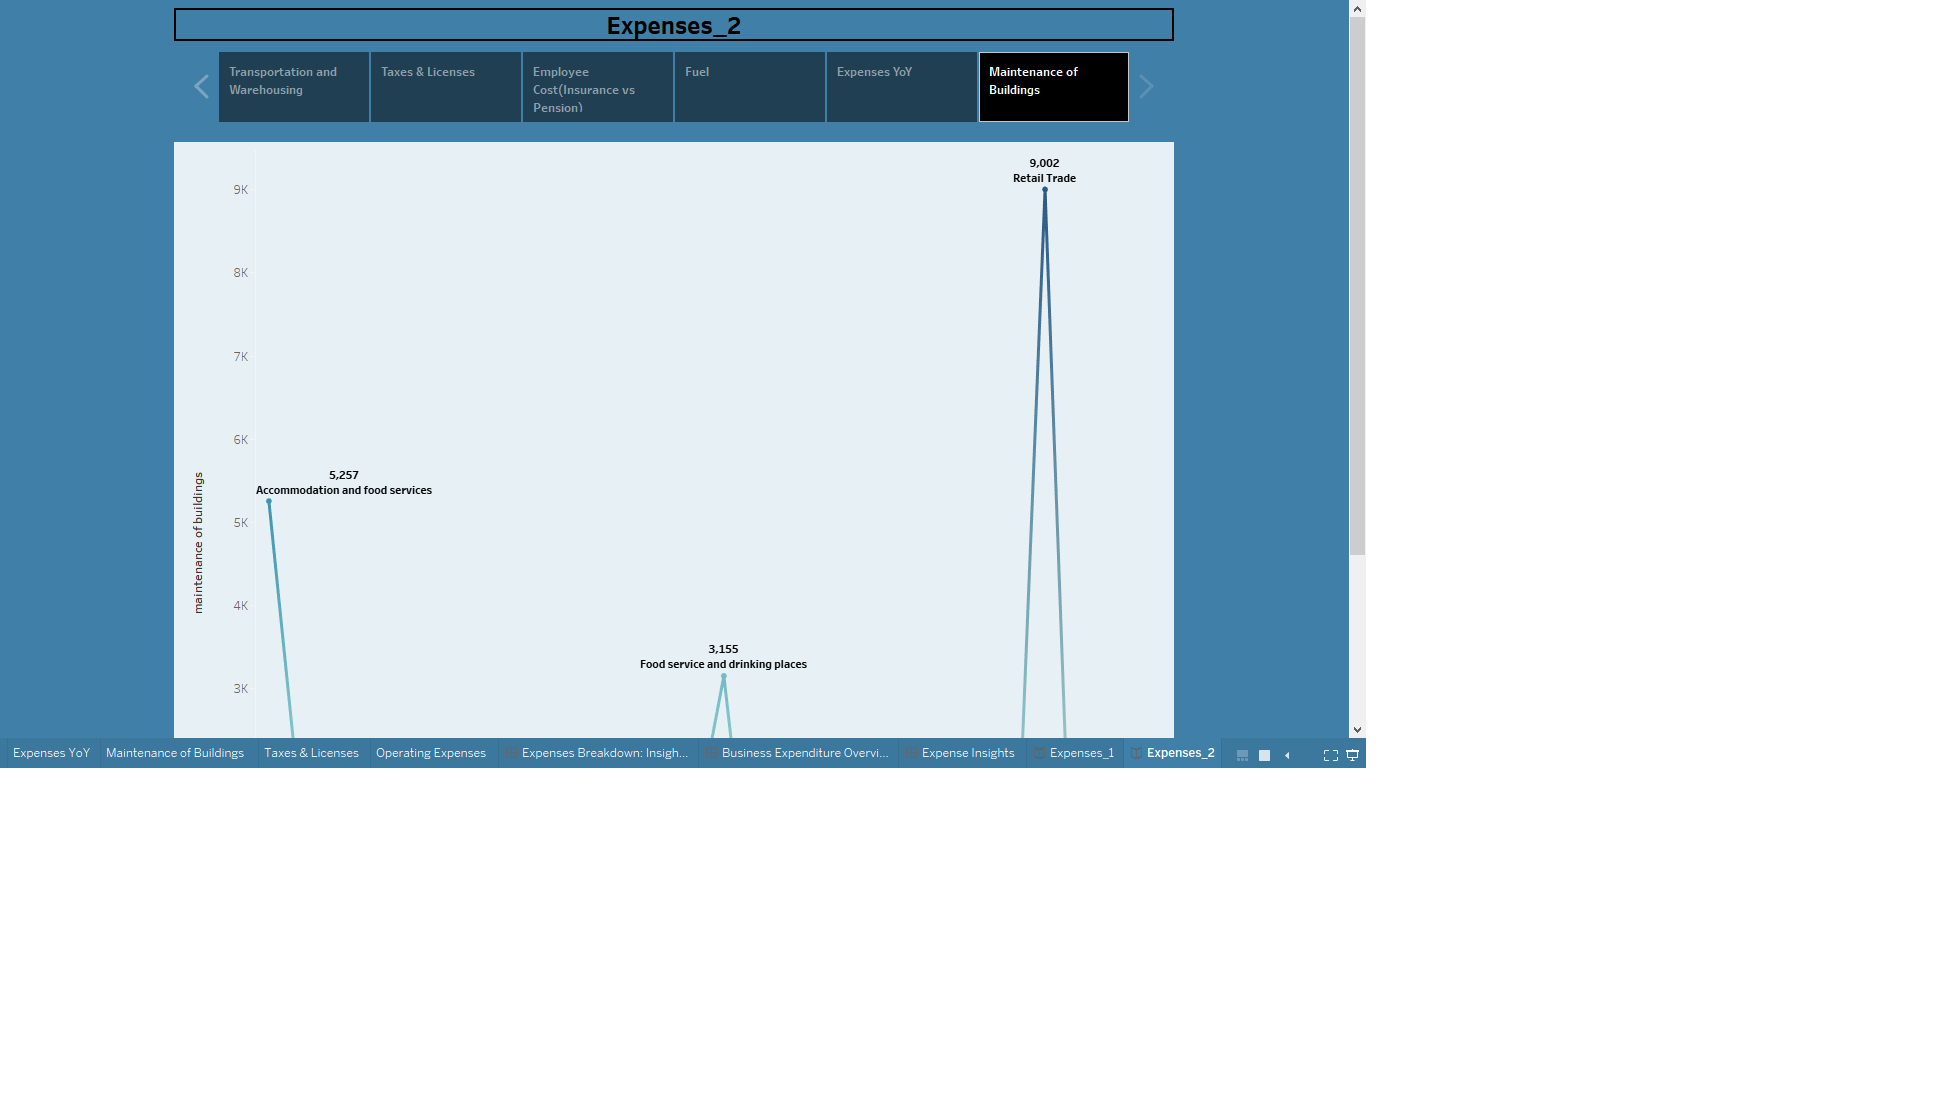 Expenses_2
Transportation and
Warehousing
Taxes & Licenses
Employee
Cost(Insurance vs
Pension)
Fuel
Expenses YoY
Maintenance of
Buildings
9,002
Retail Trade
9K
8K
7K
6K
5,257
Accommodation and food services
5K
maintenance of buildings
4K
3,155
Food service and drinking places
3K
Expenses YoY
Maintenance of Buildings
Taxes & Licenses
Operating Expenses
Expenses Breakdown: Insigh...
Business Expenditure Overvi...
Expense Insights
Expenses_1
Expenses_2